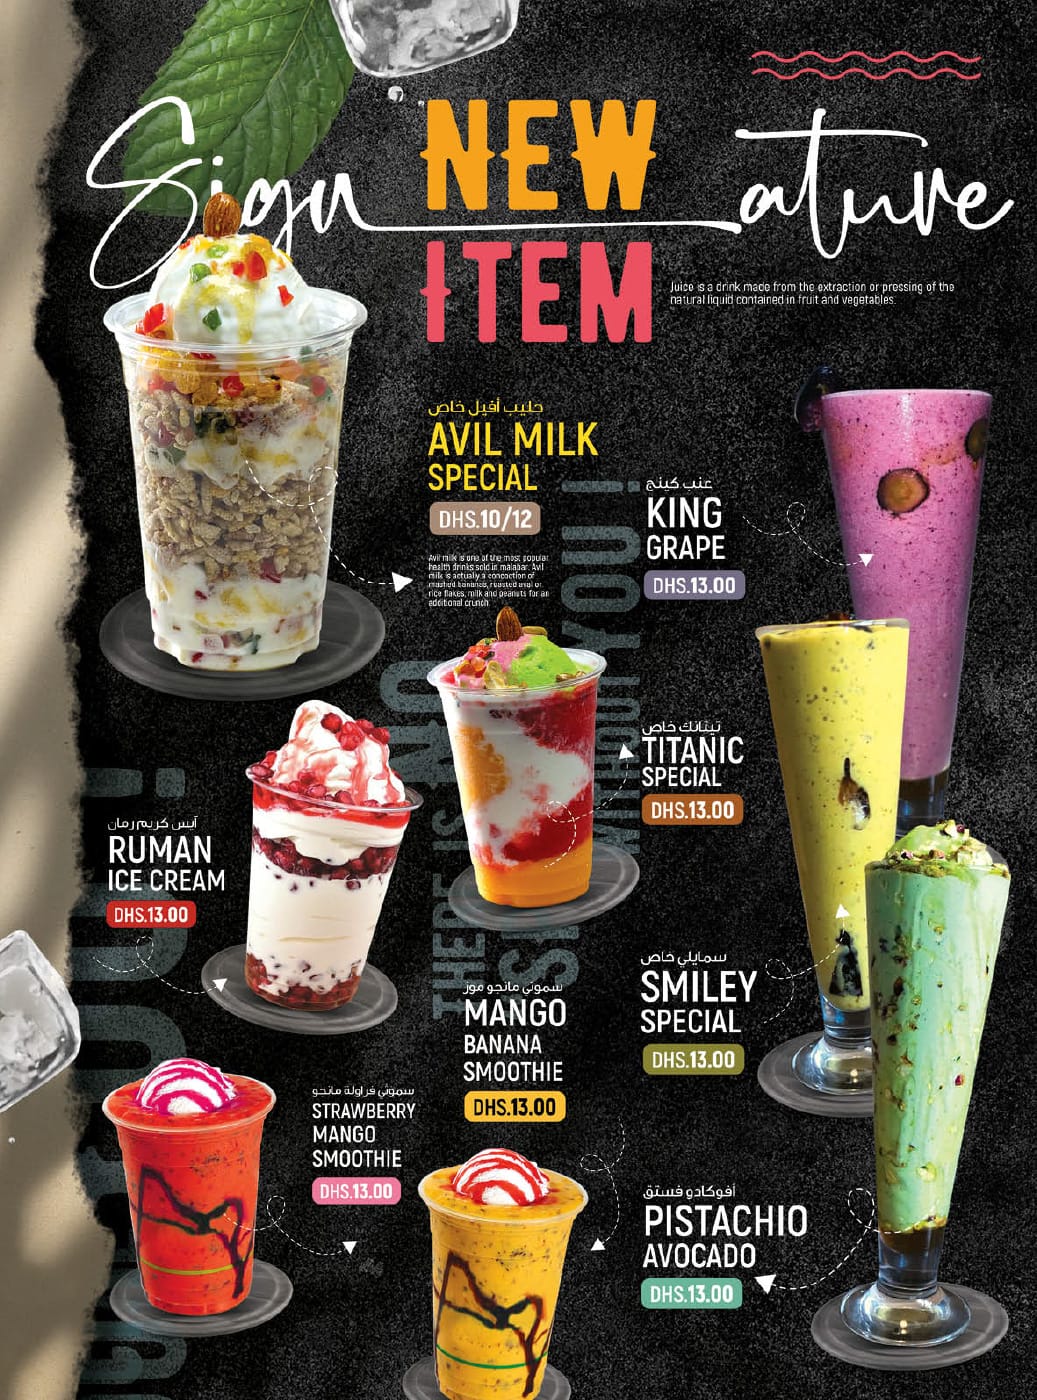 Signature
NEW
ITEM
Juice is a drink made from the extraction or pressing of the
natural liquid contained in fruit and vegetables.
حليب أفيل خاص
AVIL MILK
SPECIAL
DHS.10/12
Avil milk is one of the most popular
health drinks sold in malabar. Avil
milk is actually a concoction of
mashed bananas, roasted aval or
rice flakes, milk and peanuts for an
additional crunch
عنب كينج
KING
GRAPE
DHS.13.00
تيتانك خاص
TITANIC
SPECIAL
DHS.13.00
آيس كريم رمان
RUMAN
ICE CREAM
DHS.13.00
سمايلي خاص
SMILEY
SPECIAL
DHS.13.00
سموثي مانجو موز
MANGO
BANANA
SMOOTHIE
DHS.13.00
سموثي فراولة مانجو
STRAWBERRY
MANGO
SMOOTHIE
DHS.13.00
أفوكادو فستق
PISTACHIO
AVOCADO
DHS.13.00
THERE IS NO
WITHOUT YOU !